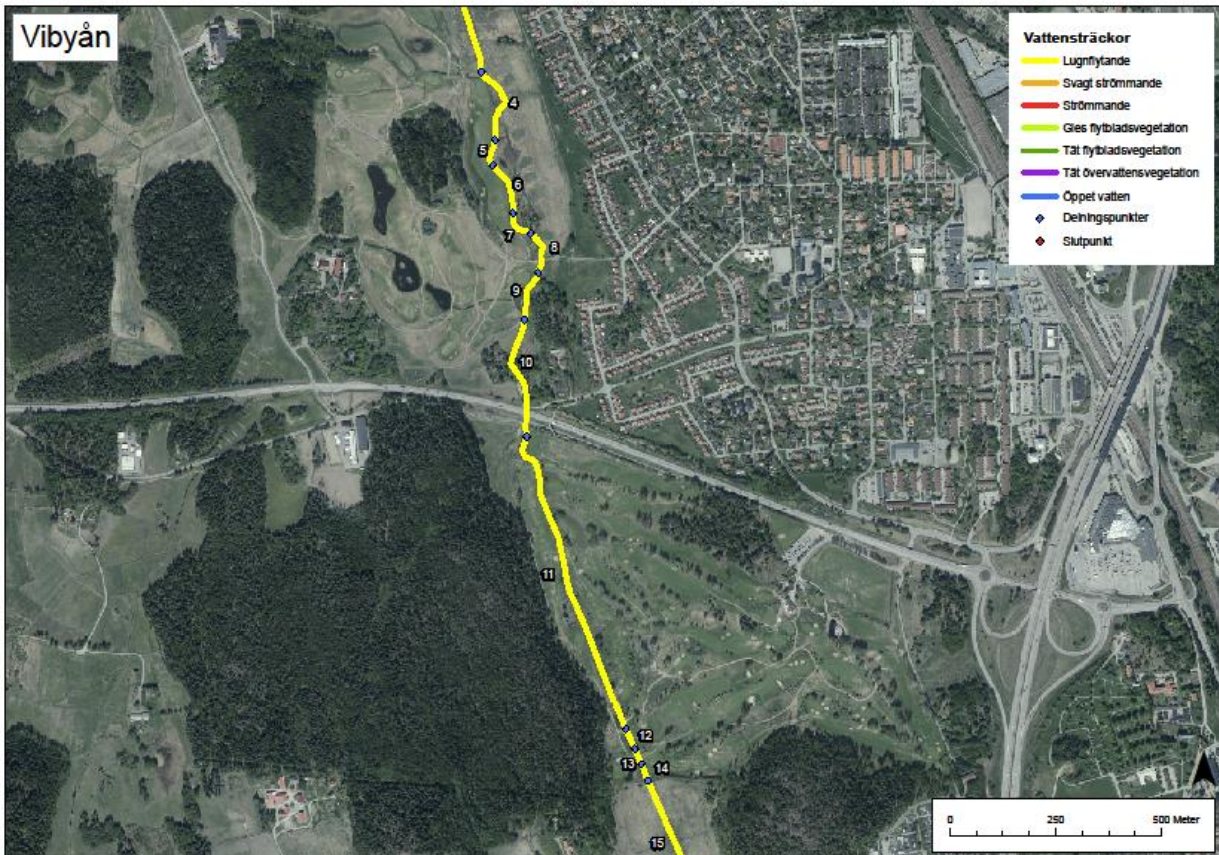 Vibyån
Vattensträckor
Lugnflytande
Svagt strömmande
Strömmande
Gles flytbladsvegetation
Tät flytbladsvegetation
Tät övervattensvegetation
Öppet vatten
Delningspunkter
Slutpunkt
4
5
6
7
8
9
10
11
12
13
14
15
0 250 500 Meter